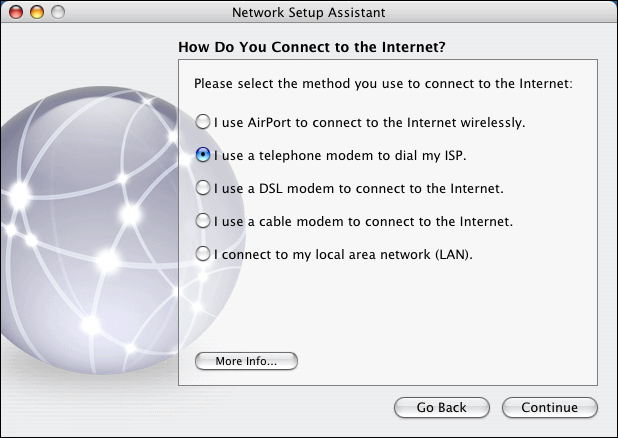 Network Setup Assistant
How Do You Connect to the Internet?
Please select the method you use to connect to the Internet:
I use AirPort to connect to the Internet wirelessly.
I use a telephone modem to dial my ISP.
I use a DSL modem to connect to the Internet.
I use a cable modem to connect to the Internet.
I connect to my local area network (LAN).
More Info...
Go Back
Continue